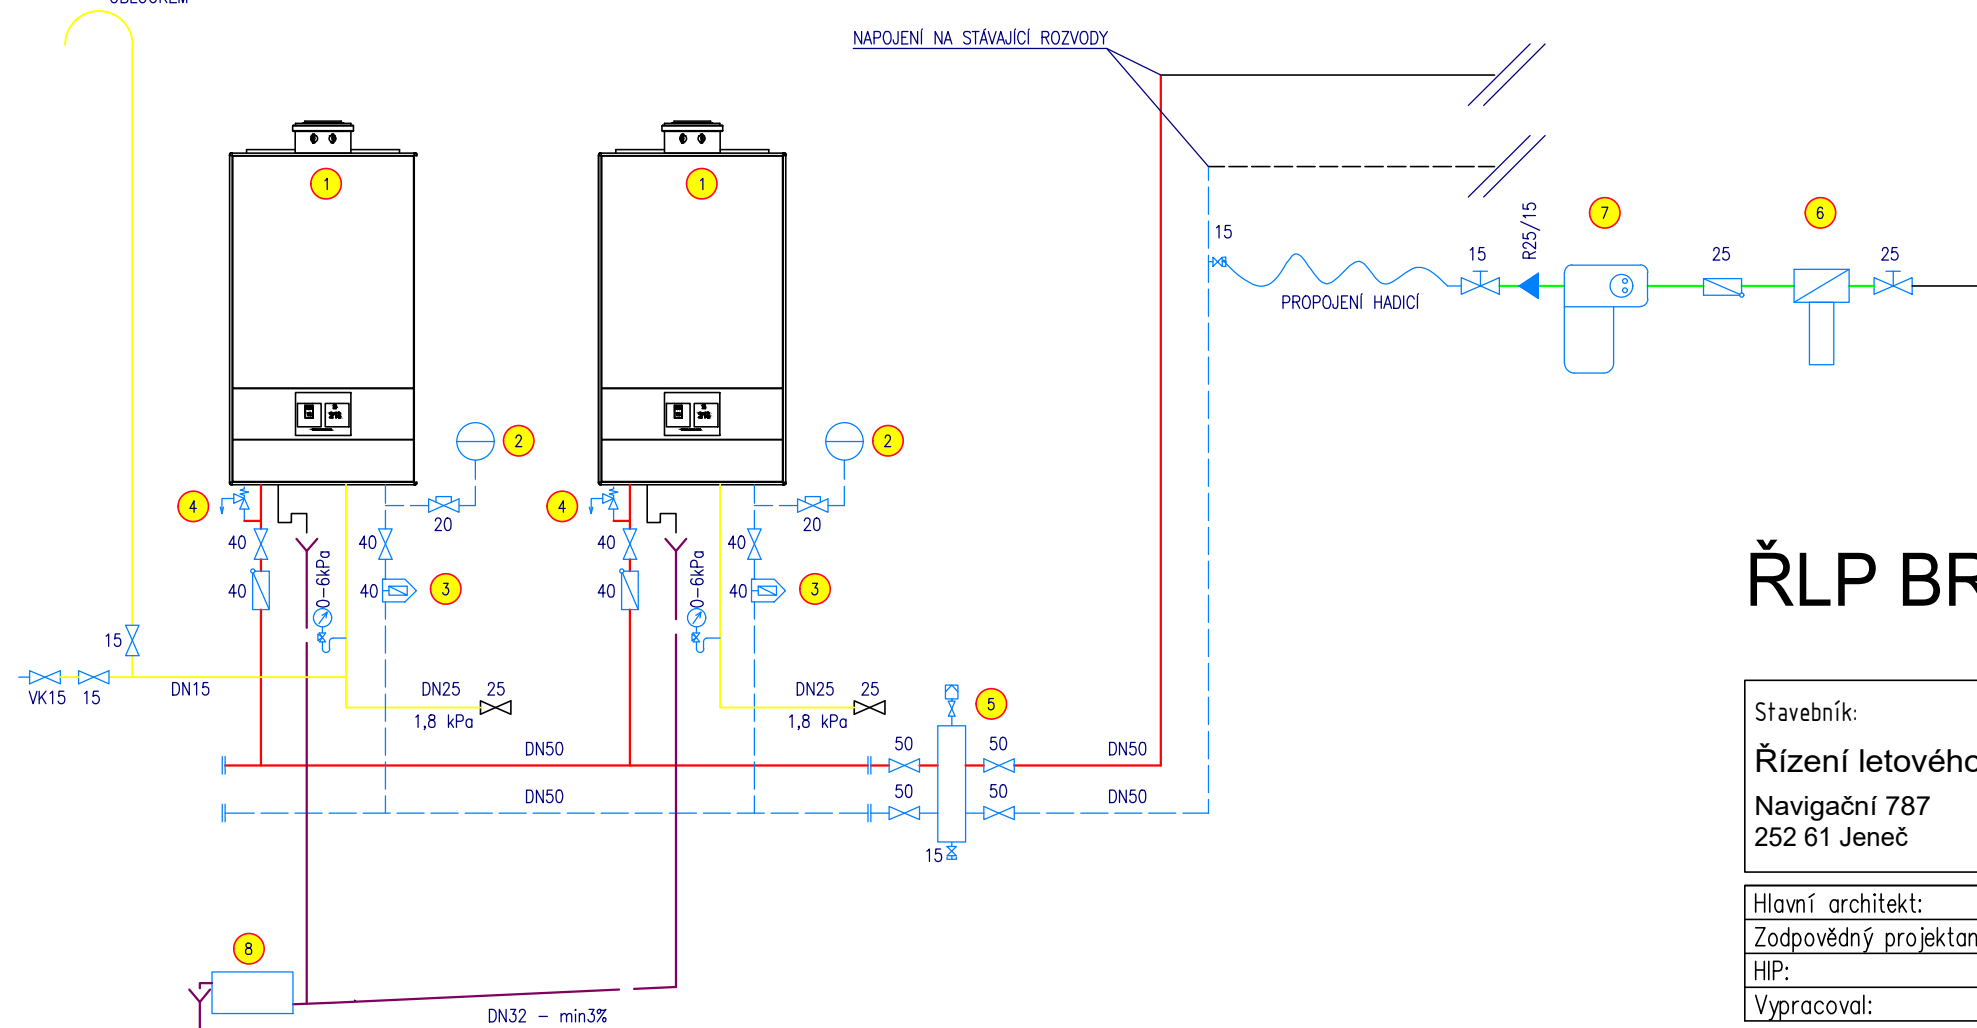 NAPOJENÍ NA STÁVAJÍCÍ ROZVODY
1
1
7
6
15
15
R25/15
25
25
PROPOJENÍ HADICÍ
2
2
4
4
20
20
40
40
40
40
40
40
40
40
0-6kPa
0-6kPa
3
3
15
VK15
15
DN15
DN25
25
1,8 kPa
DN25
25
1,8 kPa
5
DN50
50
50
DN50
DN50
50
50
DN50
15
8
DN32 – min3%
ŘLP BR
Stavebník:
Řízení letového
Navigační 787
252 61 Jeneč
Hlavní architekt:
Zodpovědný projektan
HIP:
Vypracoval: